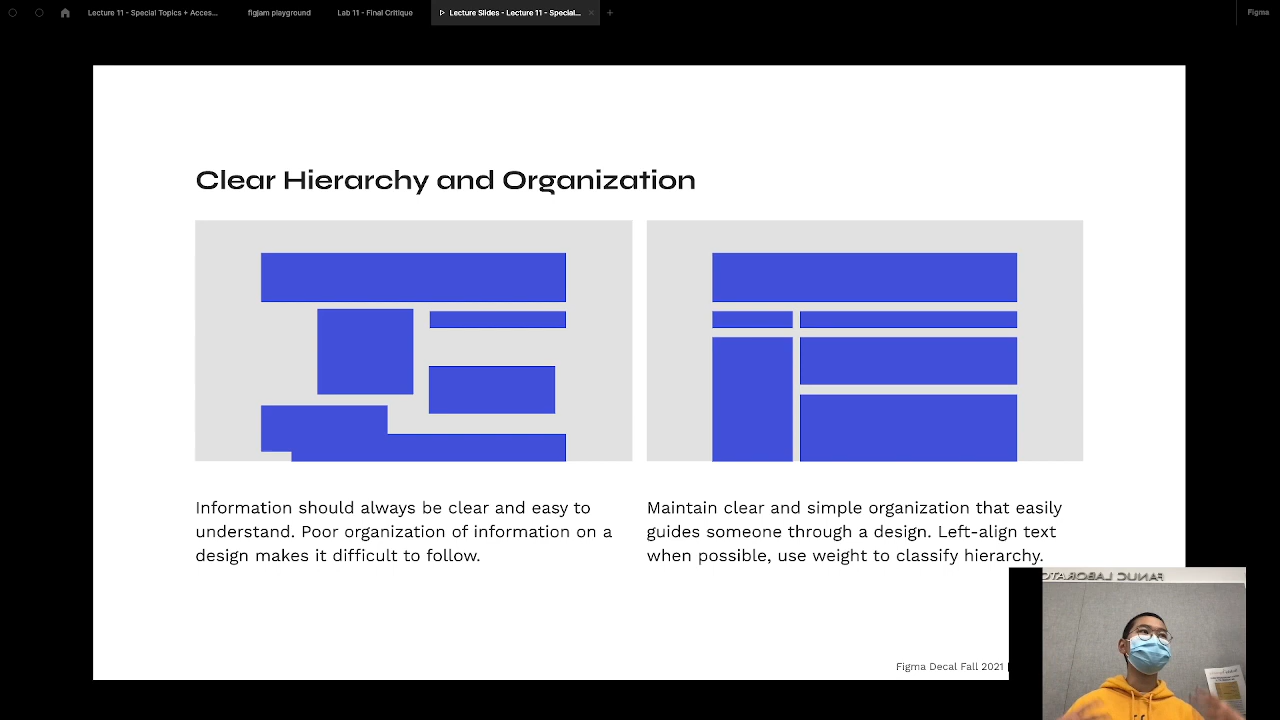 Lecture 11 - Special Topics + Acces...
figjam playground
Lab 11 - Final Critique
Lecture Slides - Lecture 11 - Special...
Figma
Clear Hierarchy and Organization
Information should always be clear and easy to
understand. Poor organization of information on a
design makes it difficult to follow.
Maintain clear and simple organization that easily
guides someone through a design. Left-align text
when possible, use weight to classify hierarchy.
Figma Decal Fall 2021
FANUC LABORATO